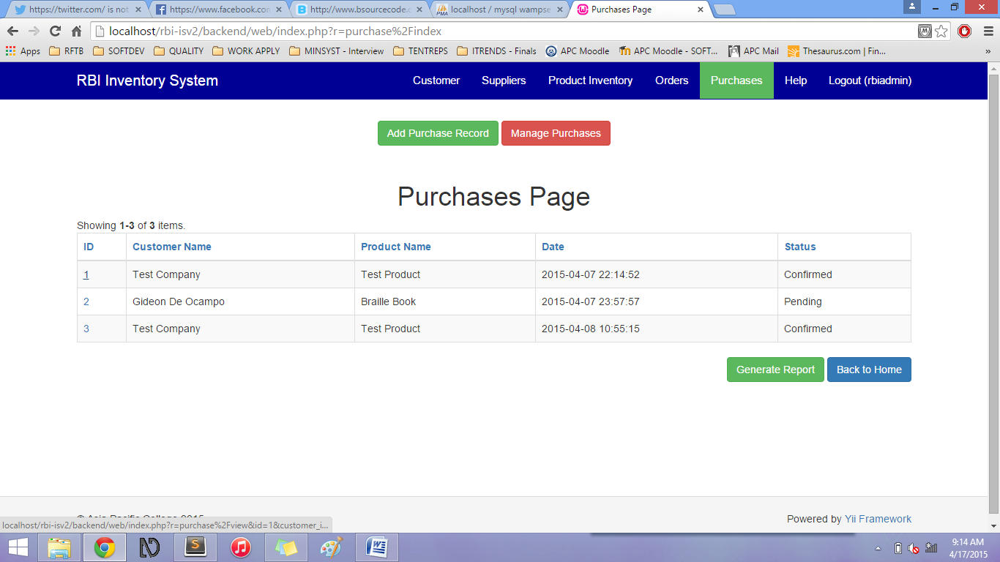 https://twitter.com/ is not
https://www.facebook.con
http://www.bsourcecode.c
localhost / mysql wampse
Purchases Page
localhost/rbi-isv2/backend/web/index.php?r=purchase%2Findex
Apps RFTB SOFTDEV QUALITY WORK APPLY MINSYST - Interview TENTREPS ITRENDS - Finals APC Moodle APC Moodle - SOFT... APC Mail Thesaurus.com | Fin... »
RBI Inventory System Customer Suppliers Product Inventory Orders Purchases Help Logout (rbiadmin)
Add Purchase Record Manage Purchases
Purchases Page
Showing 1-3 of 3 items.
ID Customer Name Product Name Date Status
1 Test Company Test Product 2015-04-07 22:14:52 Confirmed
2 Gideon De Ocampo Braille Book 2015-04-07 23:57:57 Pending
3 Test Company Test Product 2015-04-08 10:55:15 Confirmed
Generate Report Back to Home
© Asia Pacific College 2015
Powered by Yii Framework
localhost/rbi-isv2/backend/web/index.php?r=purchase%2Fview&id=1&customer_i...
9:14 AM
4/17/2015